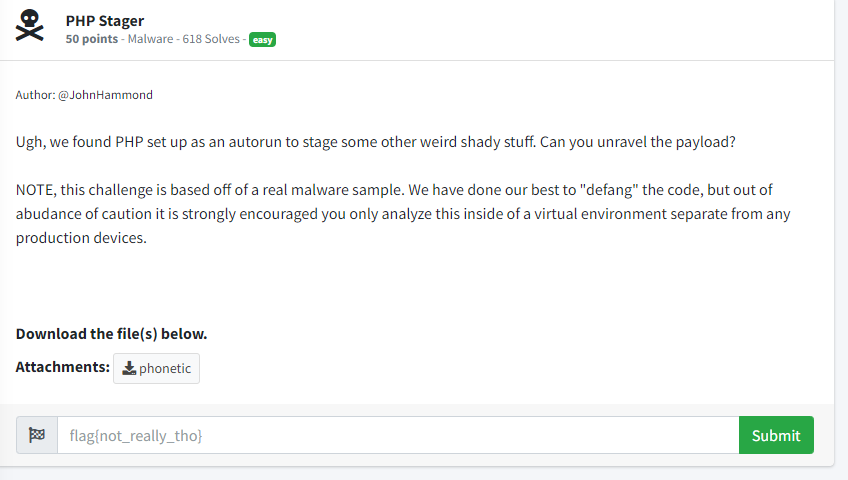 PHP Stager
50 points - Malware - 618 Solves - easy
Author: @JohnHammond
Ugh, we found PHP set up as an autorun to stage some other weird shady stuff. Can you unravel the payload?
NOTE, this challenge is based off of a real malware sample. We have done our best to "defang" the code, but out of
abudance of caution it is strongly encouraged you only analyze this inside of a virtual environment separate from any
production devices.
Download the file(s) below.
Attachments: phonetic
flag{not_really_tho} Submit